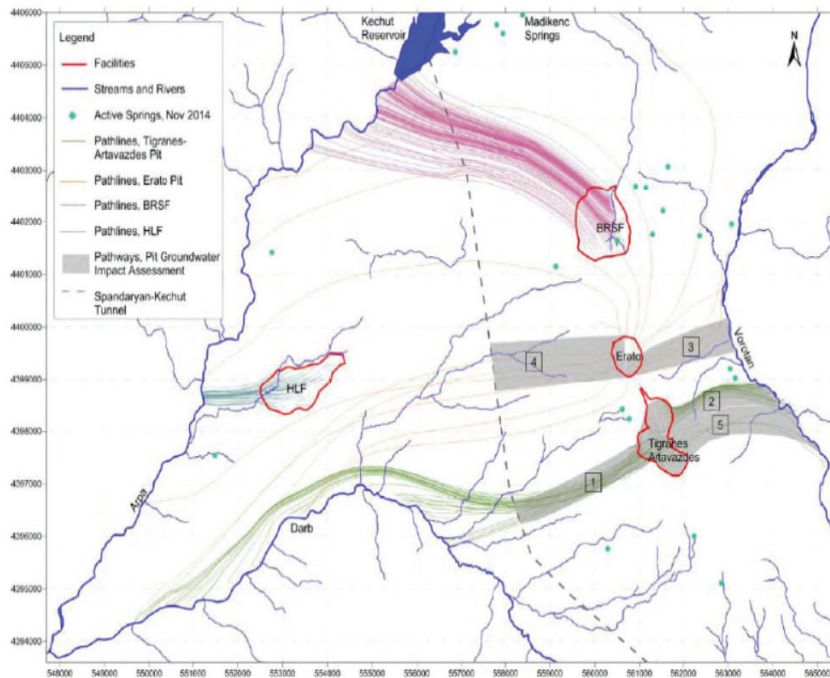 4406000
4405000
4404000
4403000
4402000
4401000
4400000
4399000
4398000
4397000
4396000
4395000
4394000
Legend
Facilities
Streams and Rivers
Active Springs, Nov 2014
Pathlines, Tigranes-
Artavazdes Pit
Pathlines, Erato Pit
Pathlines, BRSF
Pathlines, HLF
Pathways, Pit Groundwater
Impact Assessment
Spandaryan-Kechut
Tunnel
Kechut
Reservoir
Madikenc
Springs
N
BRSF
Erato
4
3
Vorotan
HLF
2
5
Tigranes
Artavazdes
1
Arpa
Darb
548000
550000
551000
552000
553000
554000
555000
556000
557000
558000
559000
560000
561000
562000
563000
564000
565000